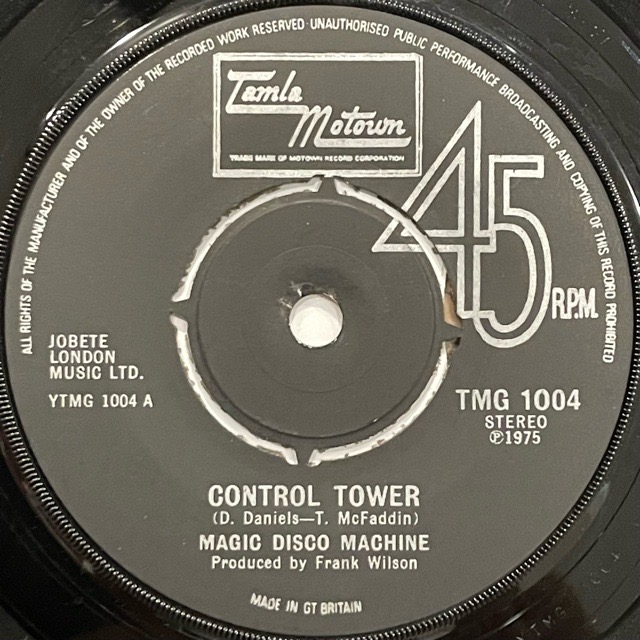 ALL RIGHTS OF THE MANUFACTURER AND OF THE OWNER OF THE RECORDED WORK RESERVED · UNAUTHORISED PUBLIC PERFORMANCE BROADCASTING AND COPYING OF THIS RECORD PROHIBITED
Tamla
Motown
TRADE MARK OF MOTOWN RECORD CORPORATION
45
R.P.M.
JOBETE
LONDON
MUSIC LTD.
YTMG 1004 A
TMG 1004
STEREO
℗1975
CONTROL TOWER
(D. Daniels—T. McFaddin)
MAGIC DISCO MACHINE
Produced by Frank Wilson
MADE IN GT BRITAIN